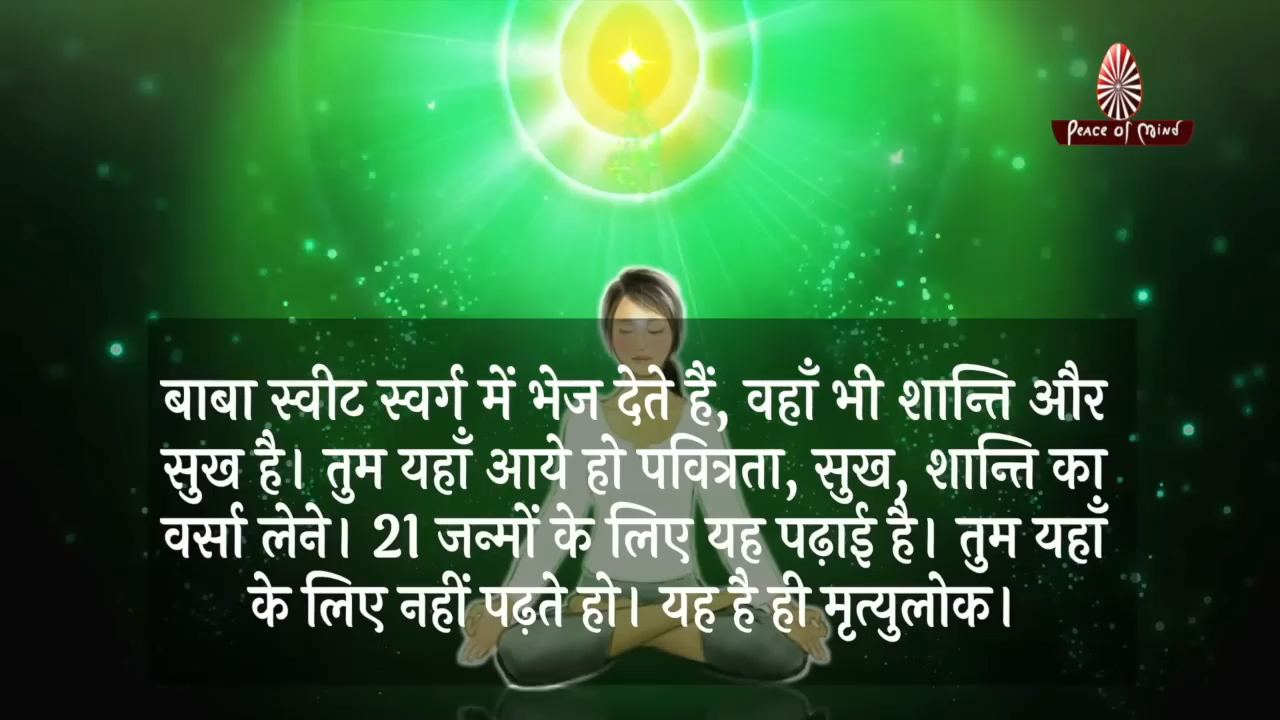 Peace of Mind
बाबा स्वीट स्वर्ग में भेज देते हैं, वहाँ भी शान्ति और
सुख है। तुम यहाँ आये हो पवित्रता, सुख, शान्ति का
वर्सा लेने। 21 जन्मों के लिए यह पढ़ाई है। तुम यहाँ
के लिए नहीं पढ़ते हो। यह है ही मृत्युलोक।